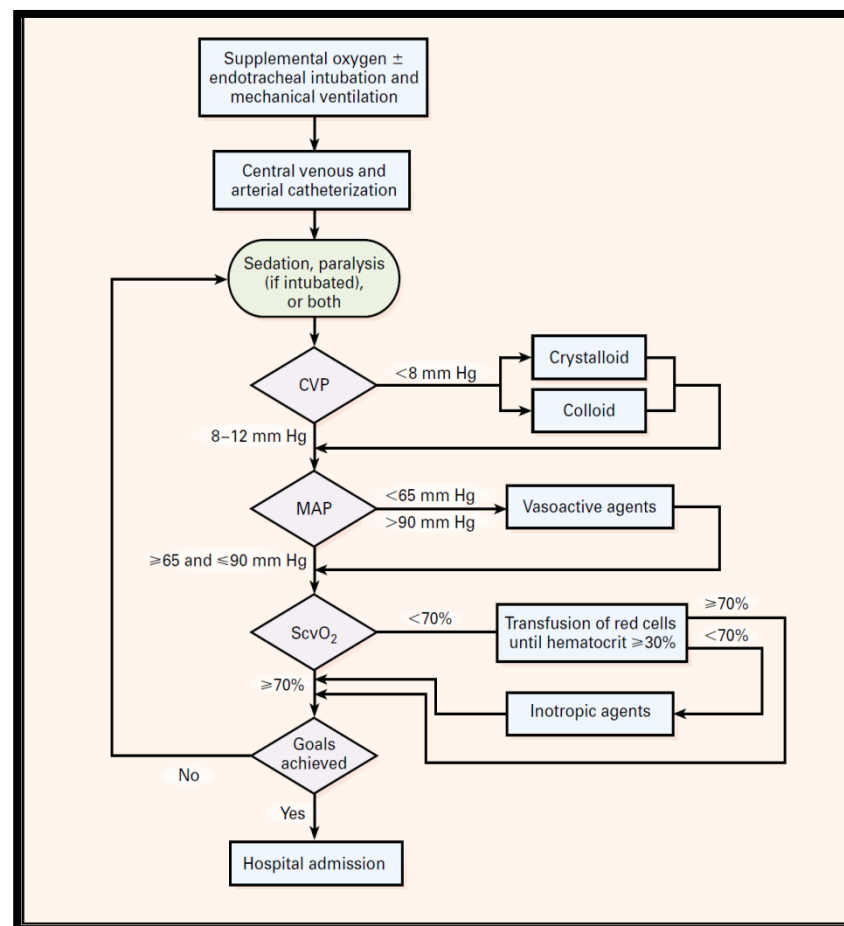 Supplemental oxygen ±
endotracheal intubation and
mechanical ventilation
Central venous and
arterial catheterization
Sedation, paralysis
(if intubated),
or both
CVP
<8 mm Hg
Crystalloid
Colloid
8–12 mm Hg
MAP
<65 mm Hg
>90 mm Hg
Vasoactive agents
≥65 and ≤90 mm Hg
ScvO₂
<70%
Transfusion of red cells
until hematocrit ≥30%
≥70%
<70%
≥70%
Inotropic agents
Goals
achieved
No
Yes
Hospital admission